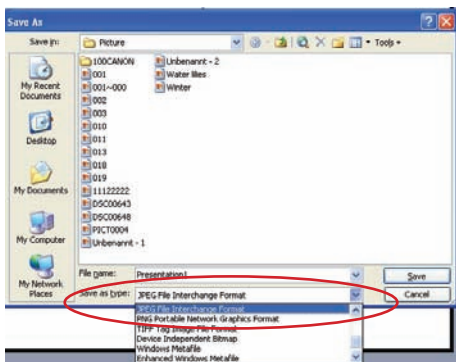 Save As
Save in:
Picture
Tools
My Recent
Documents
Desktop
My Documents
My Computer
My Network
Places
100CANON
001
001~000
002
003
010
011
013
018
019
11122222
DSC00643
DSC00648
PICT0004
Unbenannt - 1
Unbenannt - 2
Water lilies
Winter
File name:
Presentation1
Save
Save as type:
JPEG File Interchange Format
Cancel
JPEG File Interchange Format
PNG Portable Network Graphics Format
TIFF Tag Image File Format
Device Independent Bitmap
Windows Metafile
Enhanced Windows Metafile